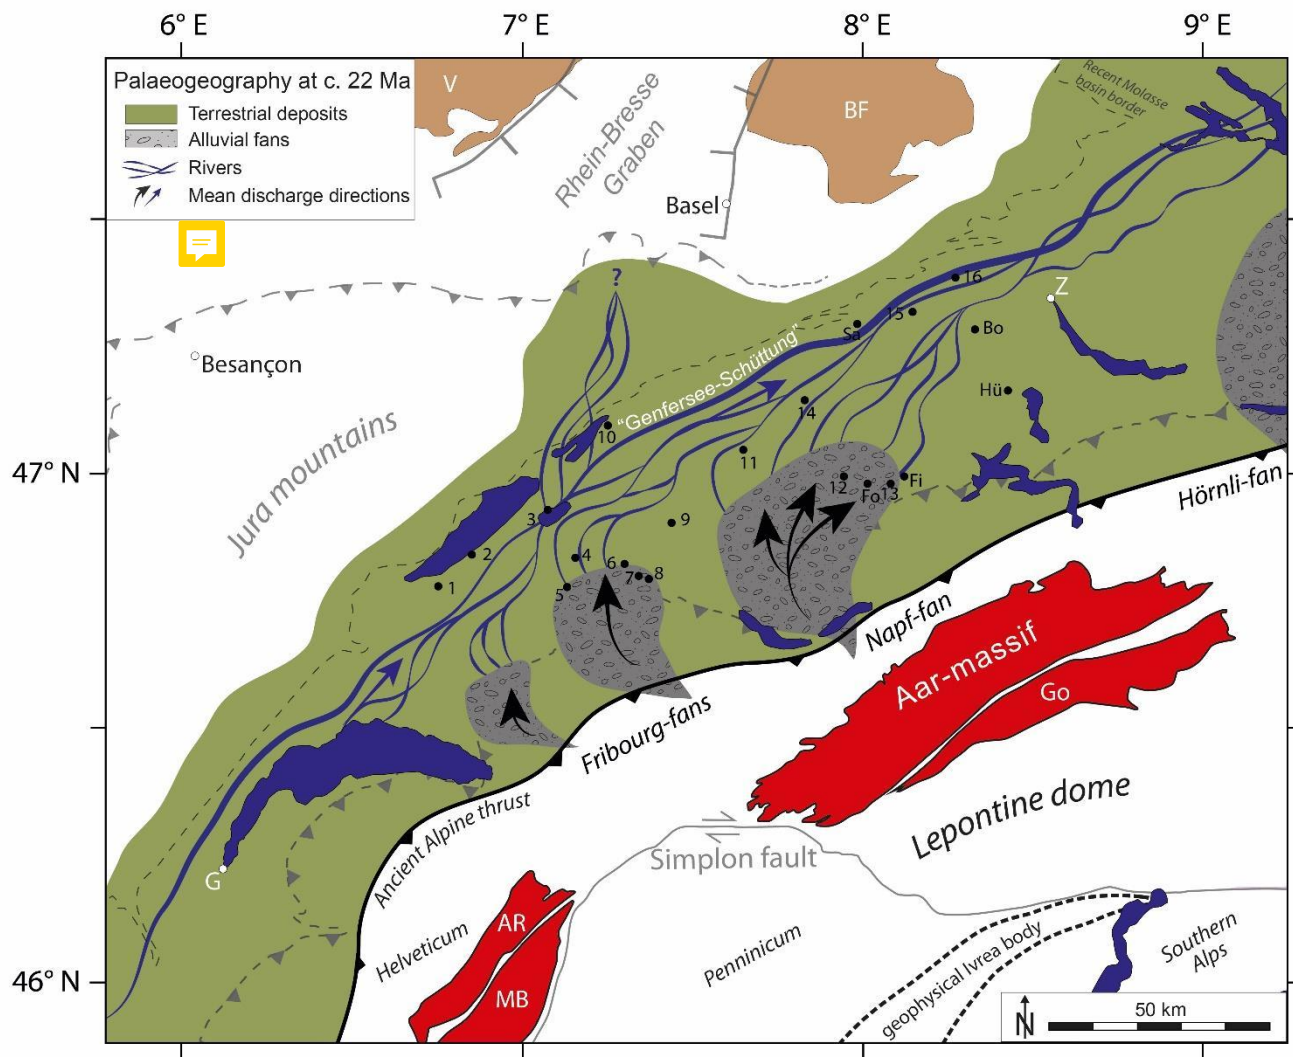 6° E
7° E
8° E
9° E
Palaeogeography at c. 22 Ma
Terrestrial deposits
Alluvial fans
Rivers
Mean discharge directions
V
Rhein-Bresse
Graben
BF
Basel
Recent Molasse
basin border
Besançon
Jura mountains
?
"Genfersee-Schüttung"
16
Z
15
Sa
Bo
Hü
14
10
11
12
Fo
13
Fi
47° N
Hörnli-fan
3
9
2
1
4
6
7
8
5
Napf-fan
Aar-massif
Go
Fribourg-fans
Lepontine dome
Ancient Alpine thrust
Simplon fault
G
AR
MB
Helveticum
Penninicum
geophysical Ivrea body
Southern
Alps
46° N
N
50 km